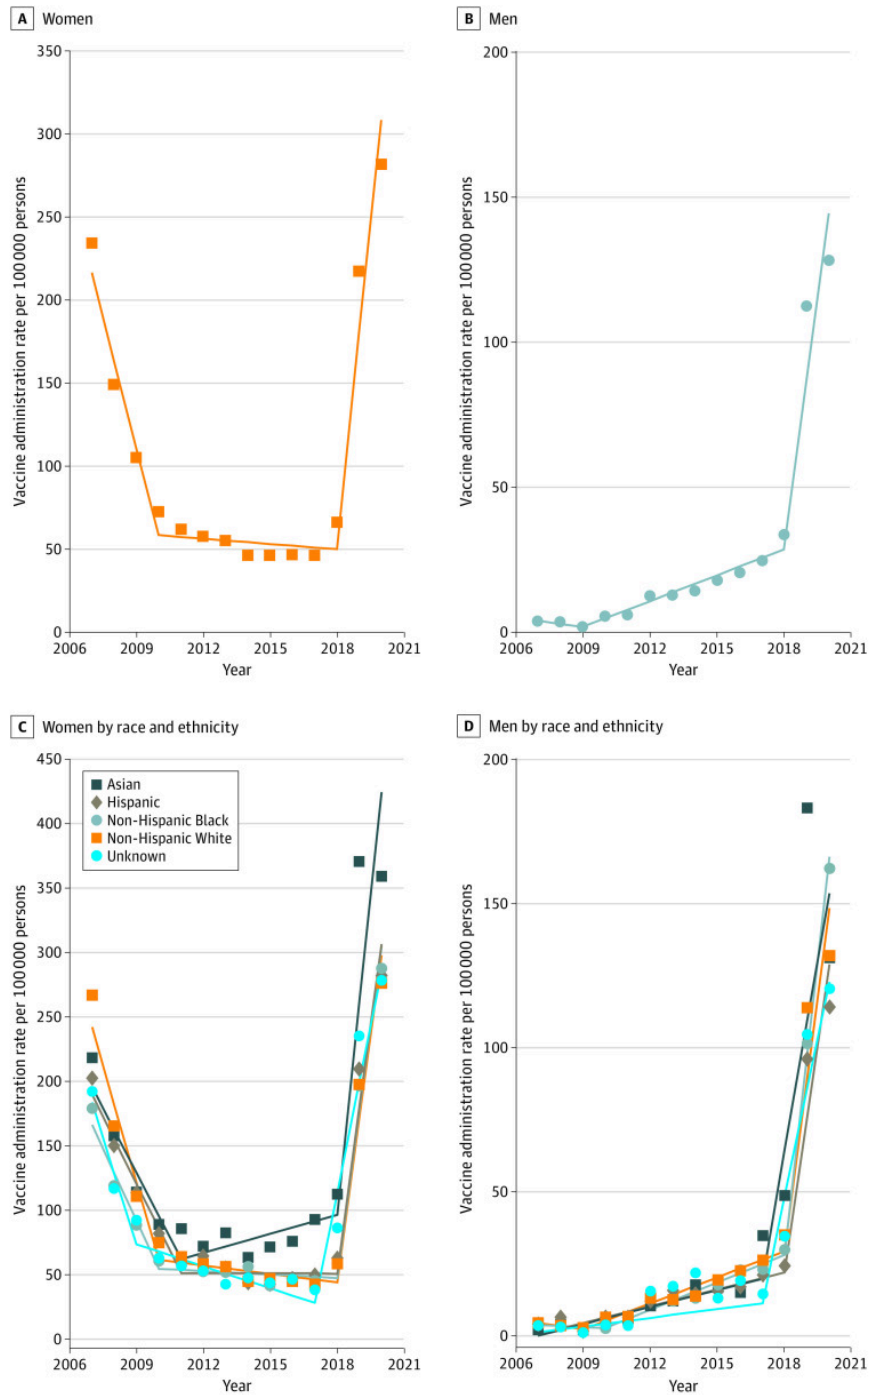 A Women
Vaccine administration rate per 100 000 persons
350
300
250
200
150
100
50
0
2006 2009 2012 2015 2018 2021
Year
B Men
Vaccine administration rate per 100 000 persons
200
150
100
50
0
2006 2009 2012 2015 2018 2021
Year
C Women by race and ethnicity
Vaccine administration rate per 100 000 persons
450
400
350
300
250
200
150
100
50
0
Asian
Hispanic
Non-Hispanic Black
Non-Hispanic White
Unknown
2006 2009 2012 2015 2018 2021
Year
D Men by race and ethnicity
Vaccine administration rate per 100 000 persons
200
150
100
50
0
2006 2009 2012 2015 2018 2021
Year